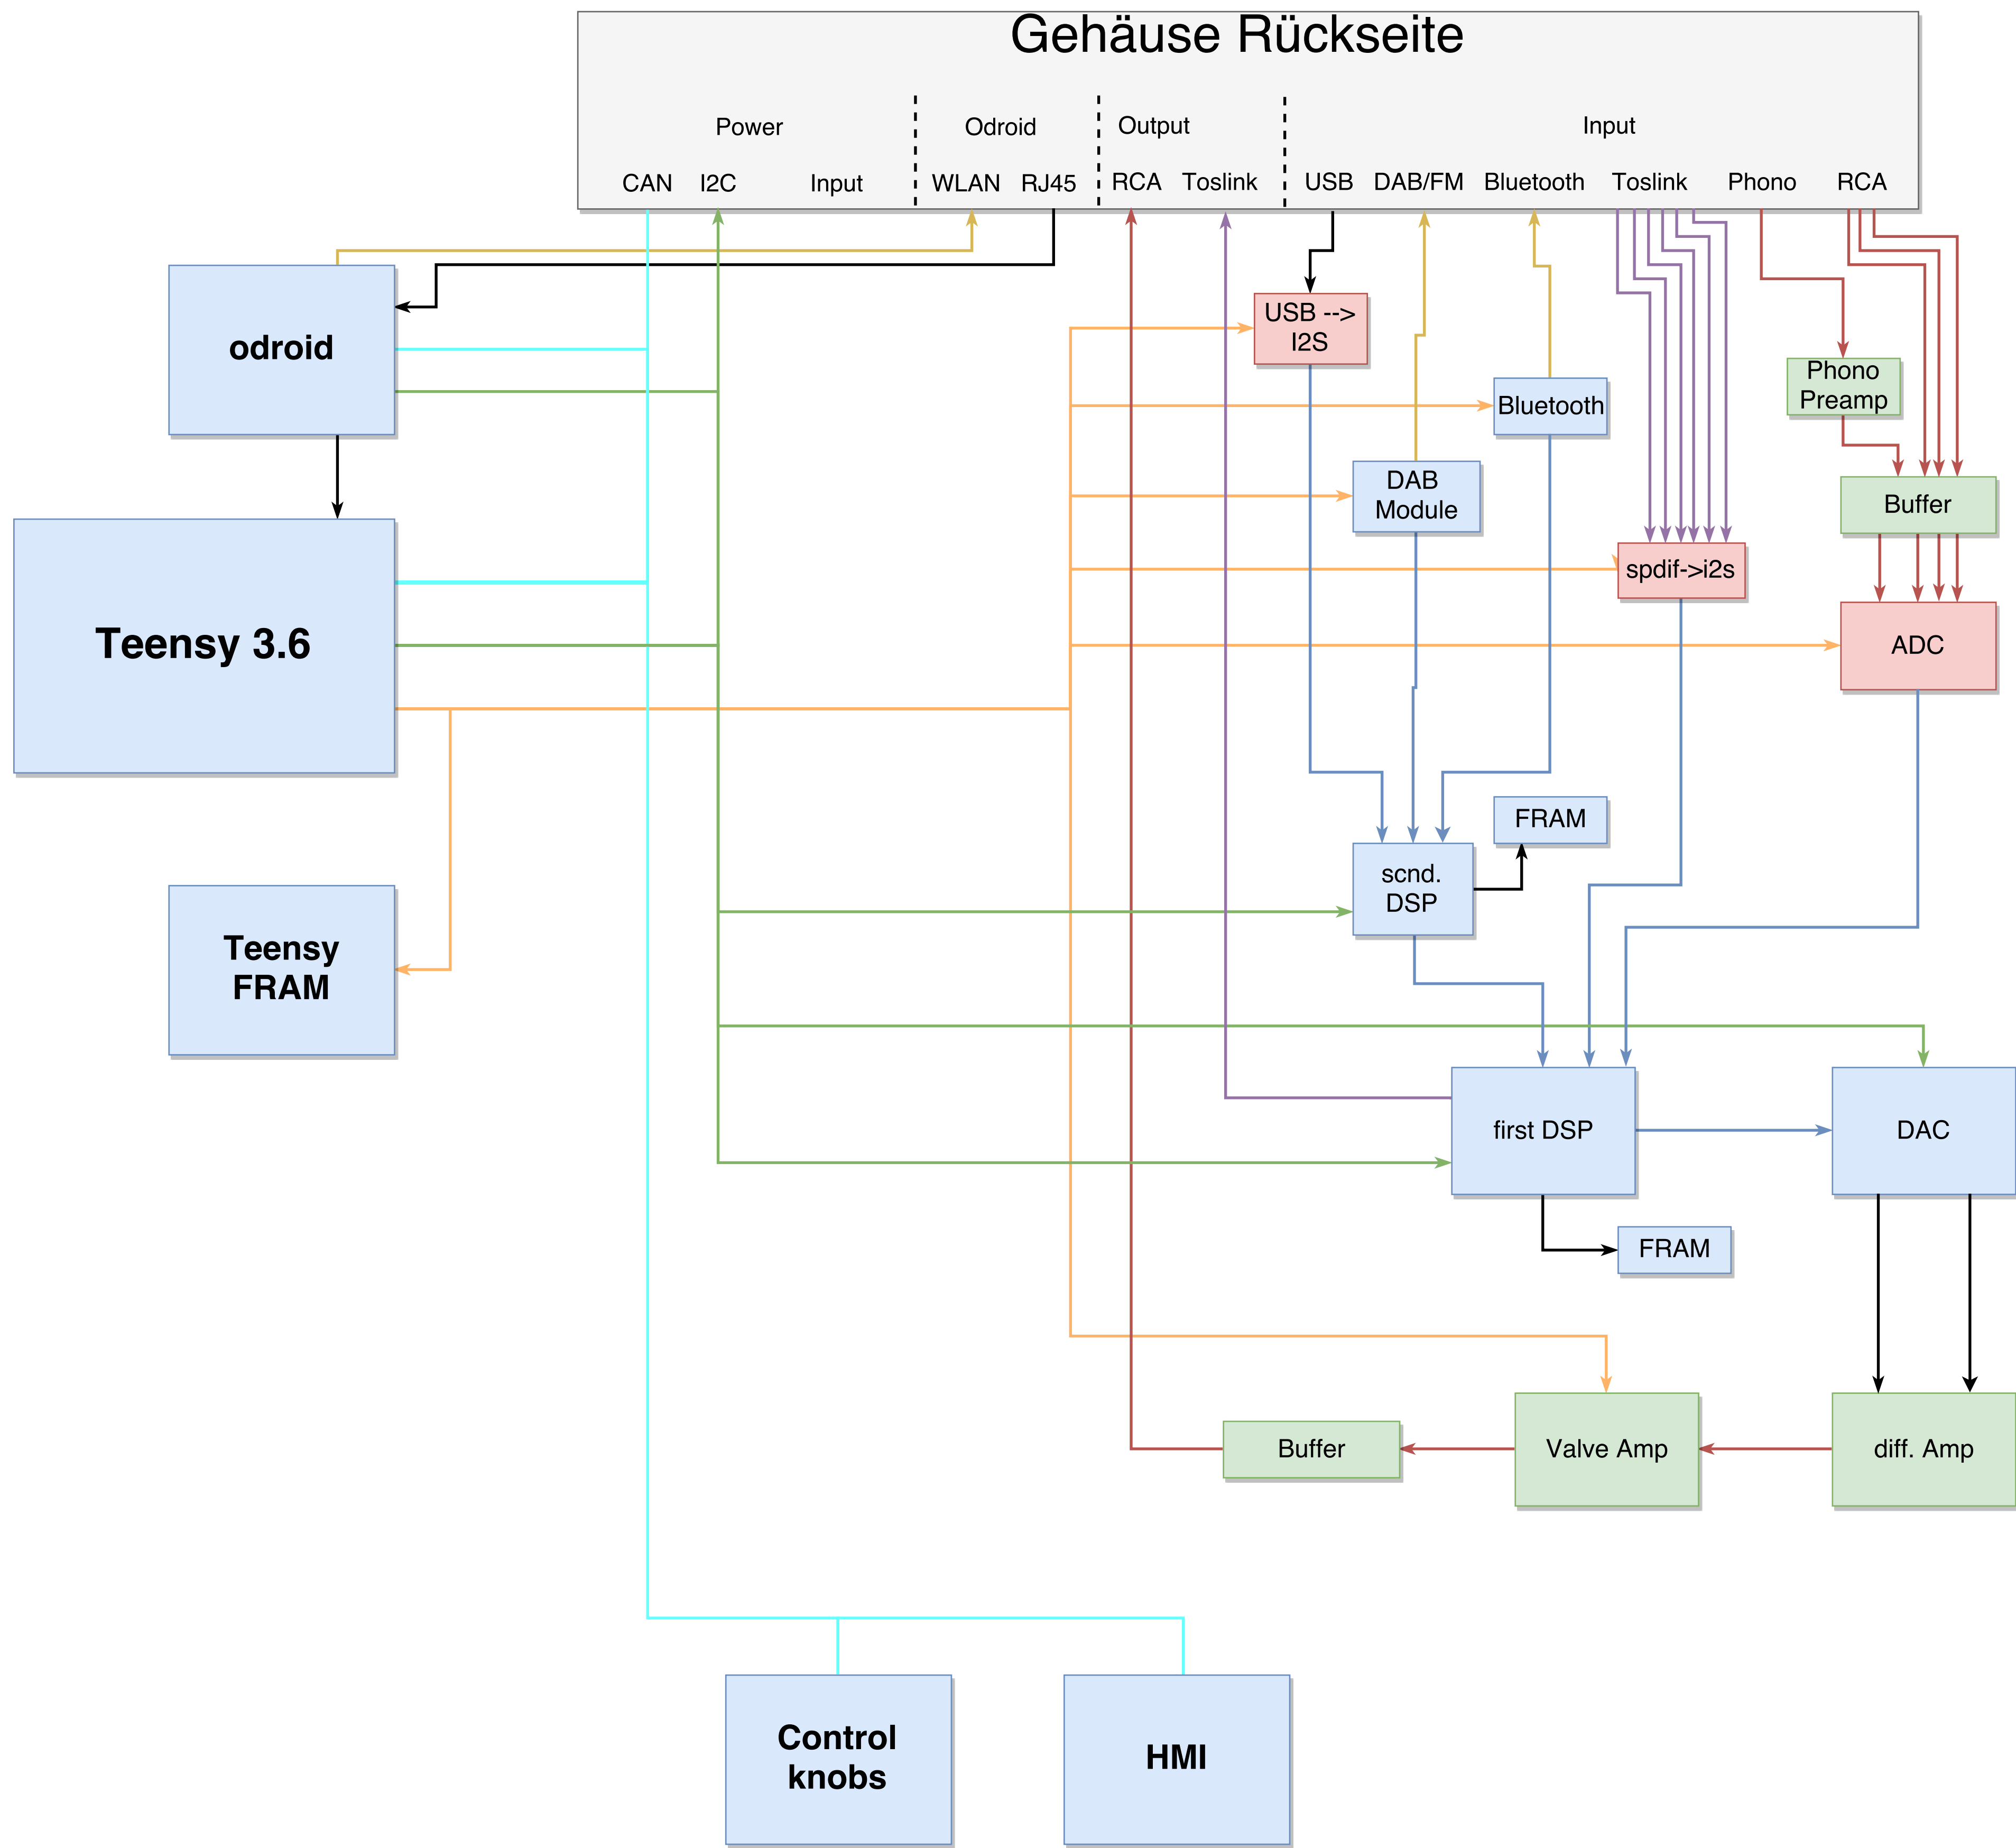 Gehäuse Rückseite
Power
Odroid
Output
Input
CAN
I2C
Input
WLAN
RJ45
RCA
Toslink
USB
DAB/FM
Bluetooth
Toslink
Phono
RCA
odroid
USB -->
I2S
Phono
Preamp
Bluetooth
DAB
Module
Buffer
spdif->i2s
Teensy 3.6
ADC
FRAM
scnd.
DSP
Teensy
FRAM
first DSP
DAC
FRAM
Buffer
Valve Amp
diff. Amp
Control
knobs
HMI